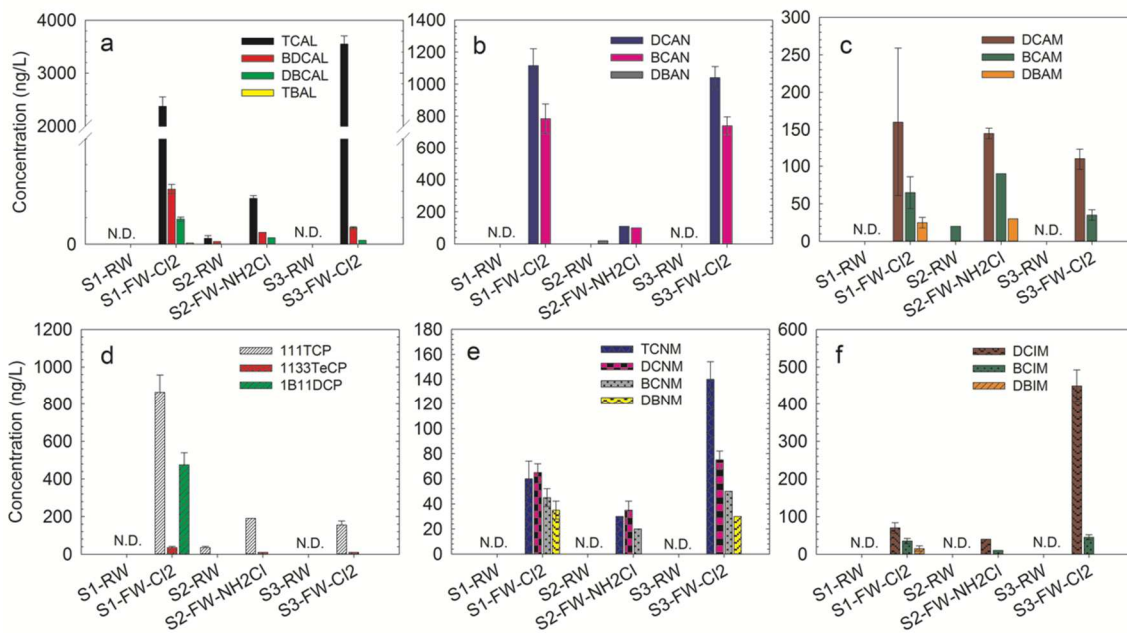 a
TCAL
BDCAL
DBCAL
TBAL
Concentration (ng/L)
4000
3000
2000
0
N.D.
N.D.
S1-RW
S1-FW-Cl2
S2-RW
S2-FW-NH2Cl
S3-RW
S3-FW-Cl2
b
DCAN
BCAN
DBAN
1400
1200
1000
800
600
400
200
0
N.D.
N.D.
S1-RW
S1-FW-Cl2
S2-RW
S2-FW-NH2Cl
S3-RW
S3-FW-Cl2
c
DCAM
BCAM
DBAM
300
250
200
150
100
50
0
N.D.
N.D.
S1-RW
S1-FW-Cl2
S2-RW
S2-FW-NH2Cl
S3-RW
S3-FW-Cl2
d
111TCP
1133TeCP
1B11DCP
Concentration (ng/L)
1200
1000
800
600
400
200
0
N.D.
N.D.
S1-RW
S1-FW-Cl2
S2-RW
S2-FW-NH2Cl
S3-RW
S3-FW-Cl2
e
TCNM
DCNM
BCNM
DBNM
180
160
140
120
100
80
60
40
20
0
N.D.
N.D.
N.D.
S1-RW
S1-FW-Cl2
S2-RW
S2-FW-NH2Cl
S3-RW
S3-FW-Cl2
f
DCIM
BCIM
DBIM
600
500
400
300
200
100
0
N.D.
N.D.
N.D.
S1-RW
S1-FW-Cl2
S2-RW
S2-FW-NH2Cl
S3-RW
S3-FW-Cl2